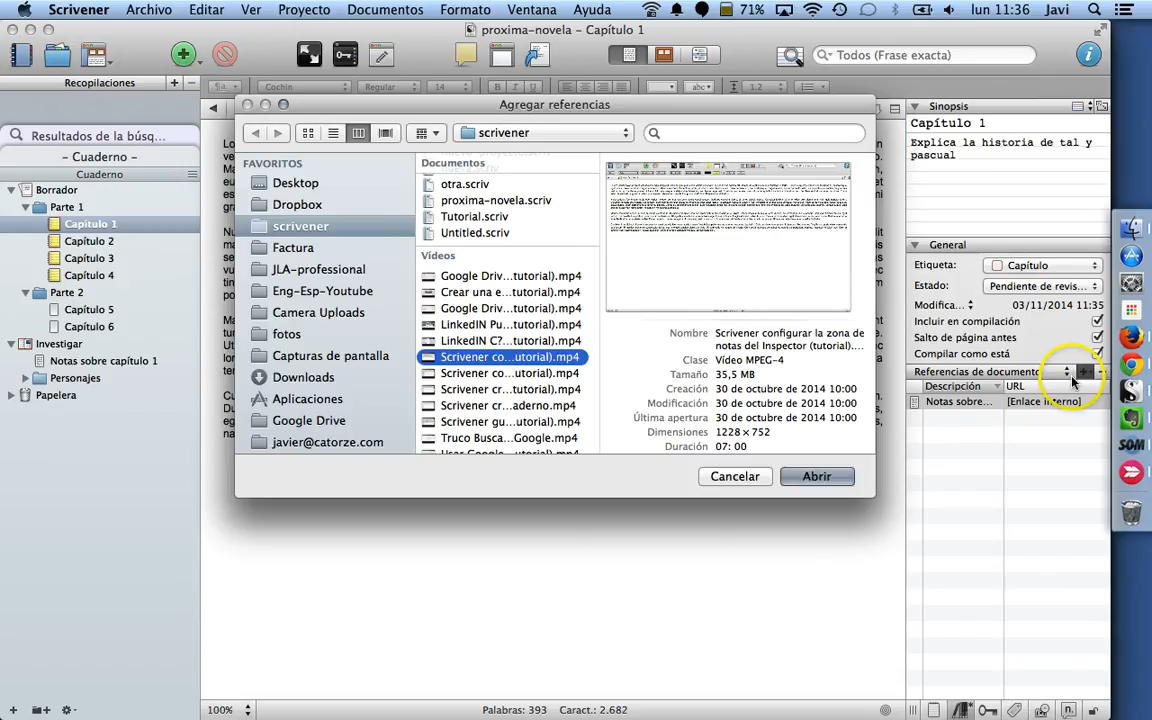 Scrivener Archivo Editar Ver Proyecto Documentos Formato Ventana Ayuda 71% lun 11:36 Javi
proxima-novela - Capítulo 1
Todos (Frase exacta)
Recopilaciones
Cochin Regular 14 abc 1.2
Resultados de la búsq...
- Cuaderno -
Cuaderno
Borrador
Parte 1
Capítulo 1
Capítulo 2
Capítulo 3
Capítulo 4
Parte 2
Capítulo 5
Capítulo 6
Investigar
Notas sobre capítulo 1
Personajes
Papelera
Agregar referencias
scrivener
FAVORITOS
Desktop
Dropbox
scrivener
Factura
JLA-professional
Eng-Esp-Youtube
Camera Uploads
fotos
Capturas de pantalla
Downloads
Aplicaciones
Google Drive
javier@catorze.com
Documentos
otra.scriv
proxima-novela.scriv
Tutorial.scriv
Untitled.scriv
Vídeos
Google Driv...tutorial).mp4
Crear una e...tutorial).mp4
Google Driv...tutorial).mp4
LinkedIN Pu...tutorial).mp4
LinkedIN C?...tutorial).mp4
Scrivener co...utorial).mp4
Scrivener co...utorial).mp4
Scrivener cr...utorial).mp4
Scrivener cr...aderno).mp4
Scrivener gu...utorial).mp4
Truco Busca...Google.mp4
Nombre Scrivener configurar la zona de
notas del Inspector (tutorial)....
Clase Vídeo MPEG-4
Tamaño 35,5 MB
Creación 30 de octubre de 2014 10:00
Modificación 30 de octubre de 2014 10:00
Última apertura 30 de octubre de 2014 10:00
Dimensiones 1228 × 752
Duración 07: 00
Cancelar Abrir
Sinopsis
Capítulo 1
Explica la historia de tal y
pascual
General
Etiqueta: Capítulo
Estado: Pendiente de revis...
Modifica... 03/11/2014 11:35
Incluir en compilación
Salto de página antes
Compilar como está
Referencias de documento
Descripción URL
Notas sobre... [Enlace interno]
SOM
100% Palabras: 393 Caract.: 2.682